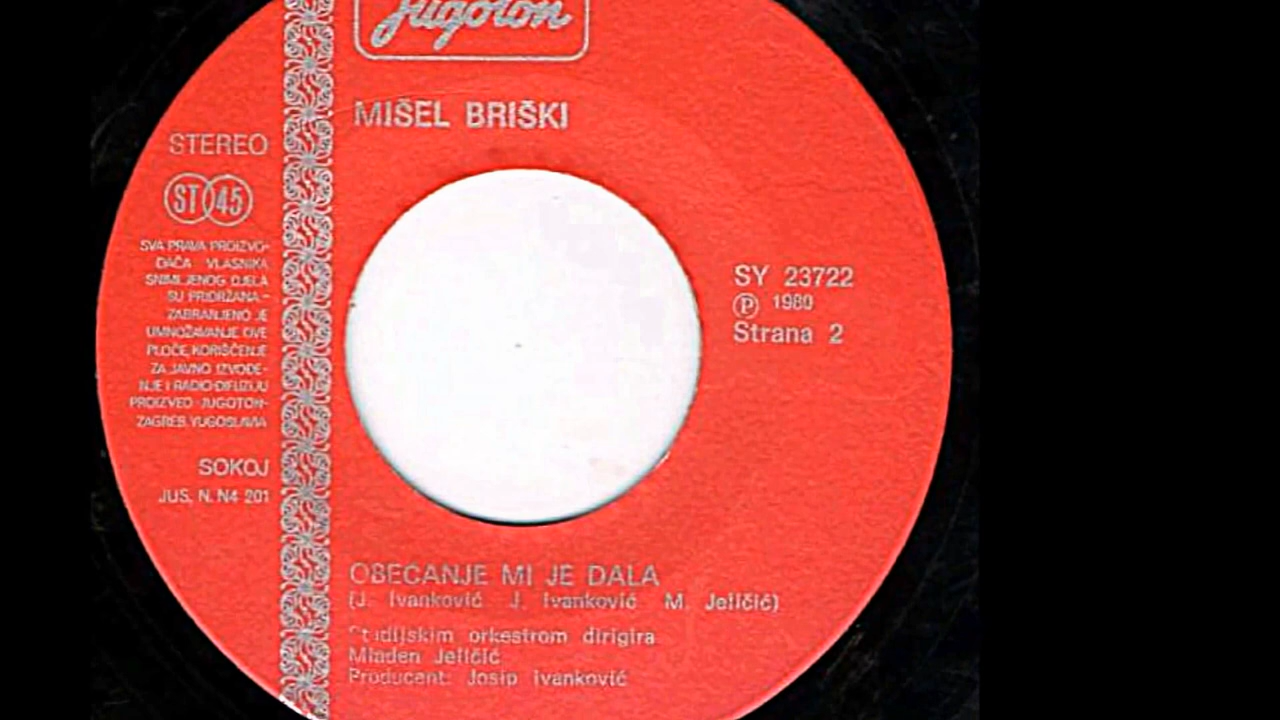 Jugoton
MIŠEL BRIŠKI
STEREO
ST 45
SVA PRAVA PROIZVO-
ĐAČA VLASNIKA
SNIMLJENOG DJELA
SU PRIDRŽANA -
ZABRANJENO JE
UMNOŽAVANJE OVE
PLOČE, KORIŠĆENJE
ZA JAVNO IZVOĐE-
NJE I RADIO-DIFUZIJU
PROIZVEO JUGOTON-
ZAGREB, YUGOSLAVIA
SOKOJ
JUS. N. N4 201
SY 23722
℗ 1980
Strana 2
OBEĆANJE MI JE DALA
(J. Ivanković J. Ivanković M. Jeličić)
Studijskim orkestrom dirigira
Mladen Jeličić
Producent: Josip Ivanković